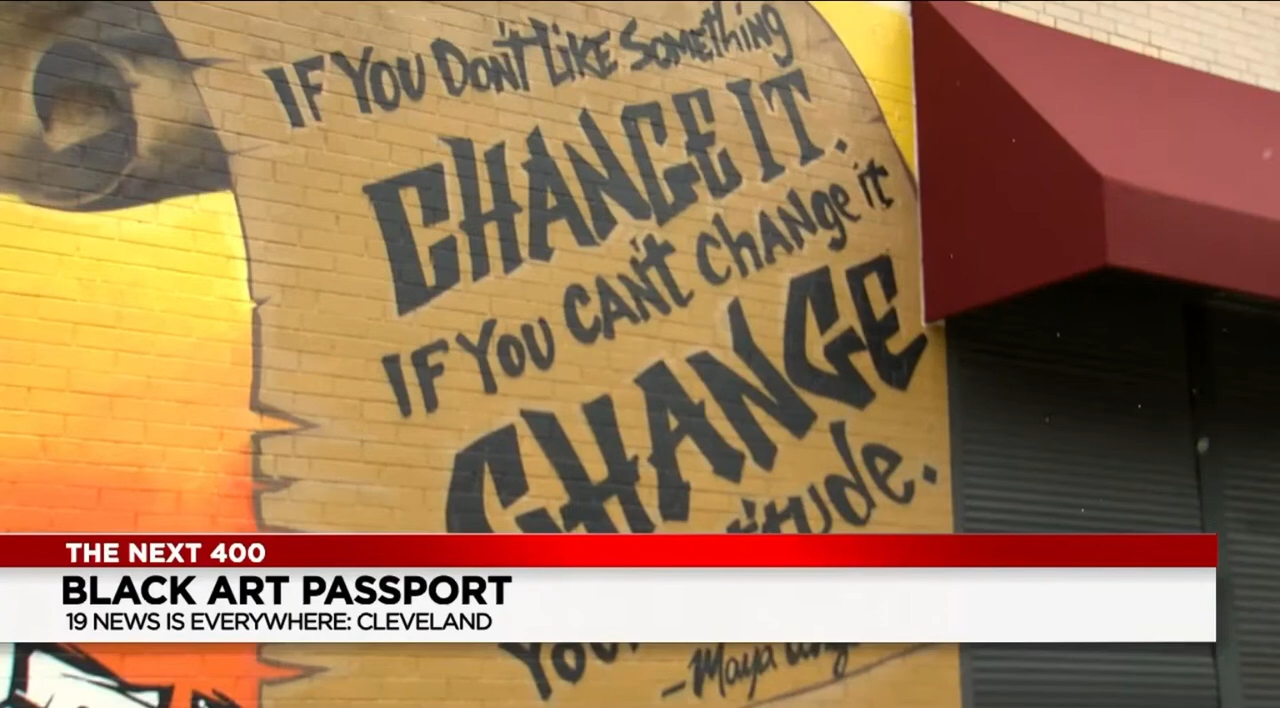 IF YOU DON'T LIKE SOMETHING
CHANGE IT.
IF YOU CAN'T CHANGE it
CHANGE
THE NEXT 400
BLACK ART PASSPORT
19 NEWS IS EVERYWHERE: CLEVELAND
–Maya